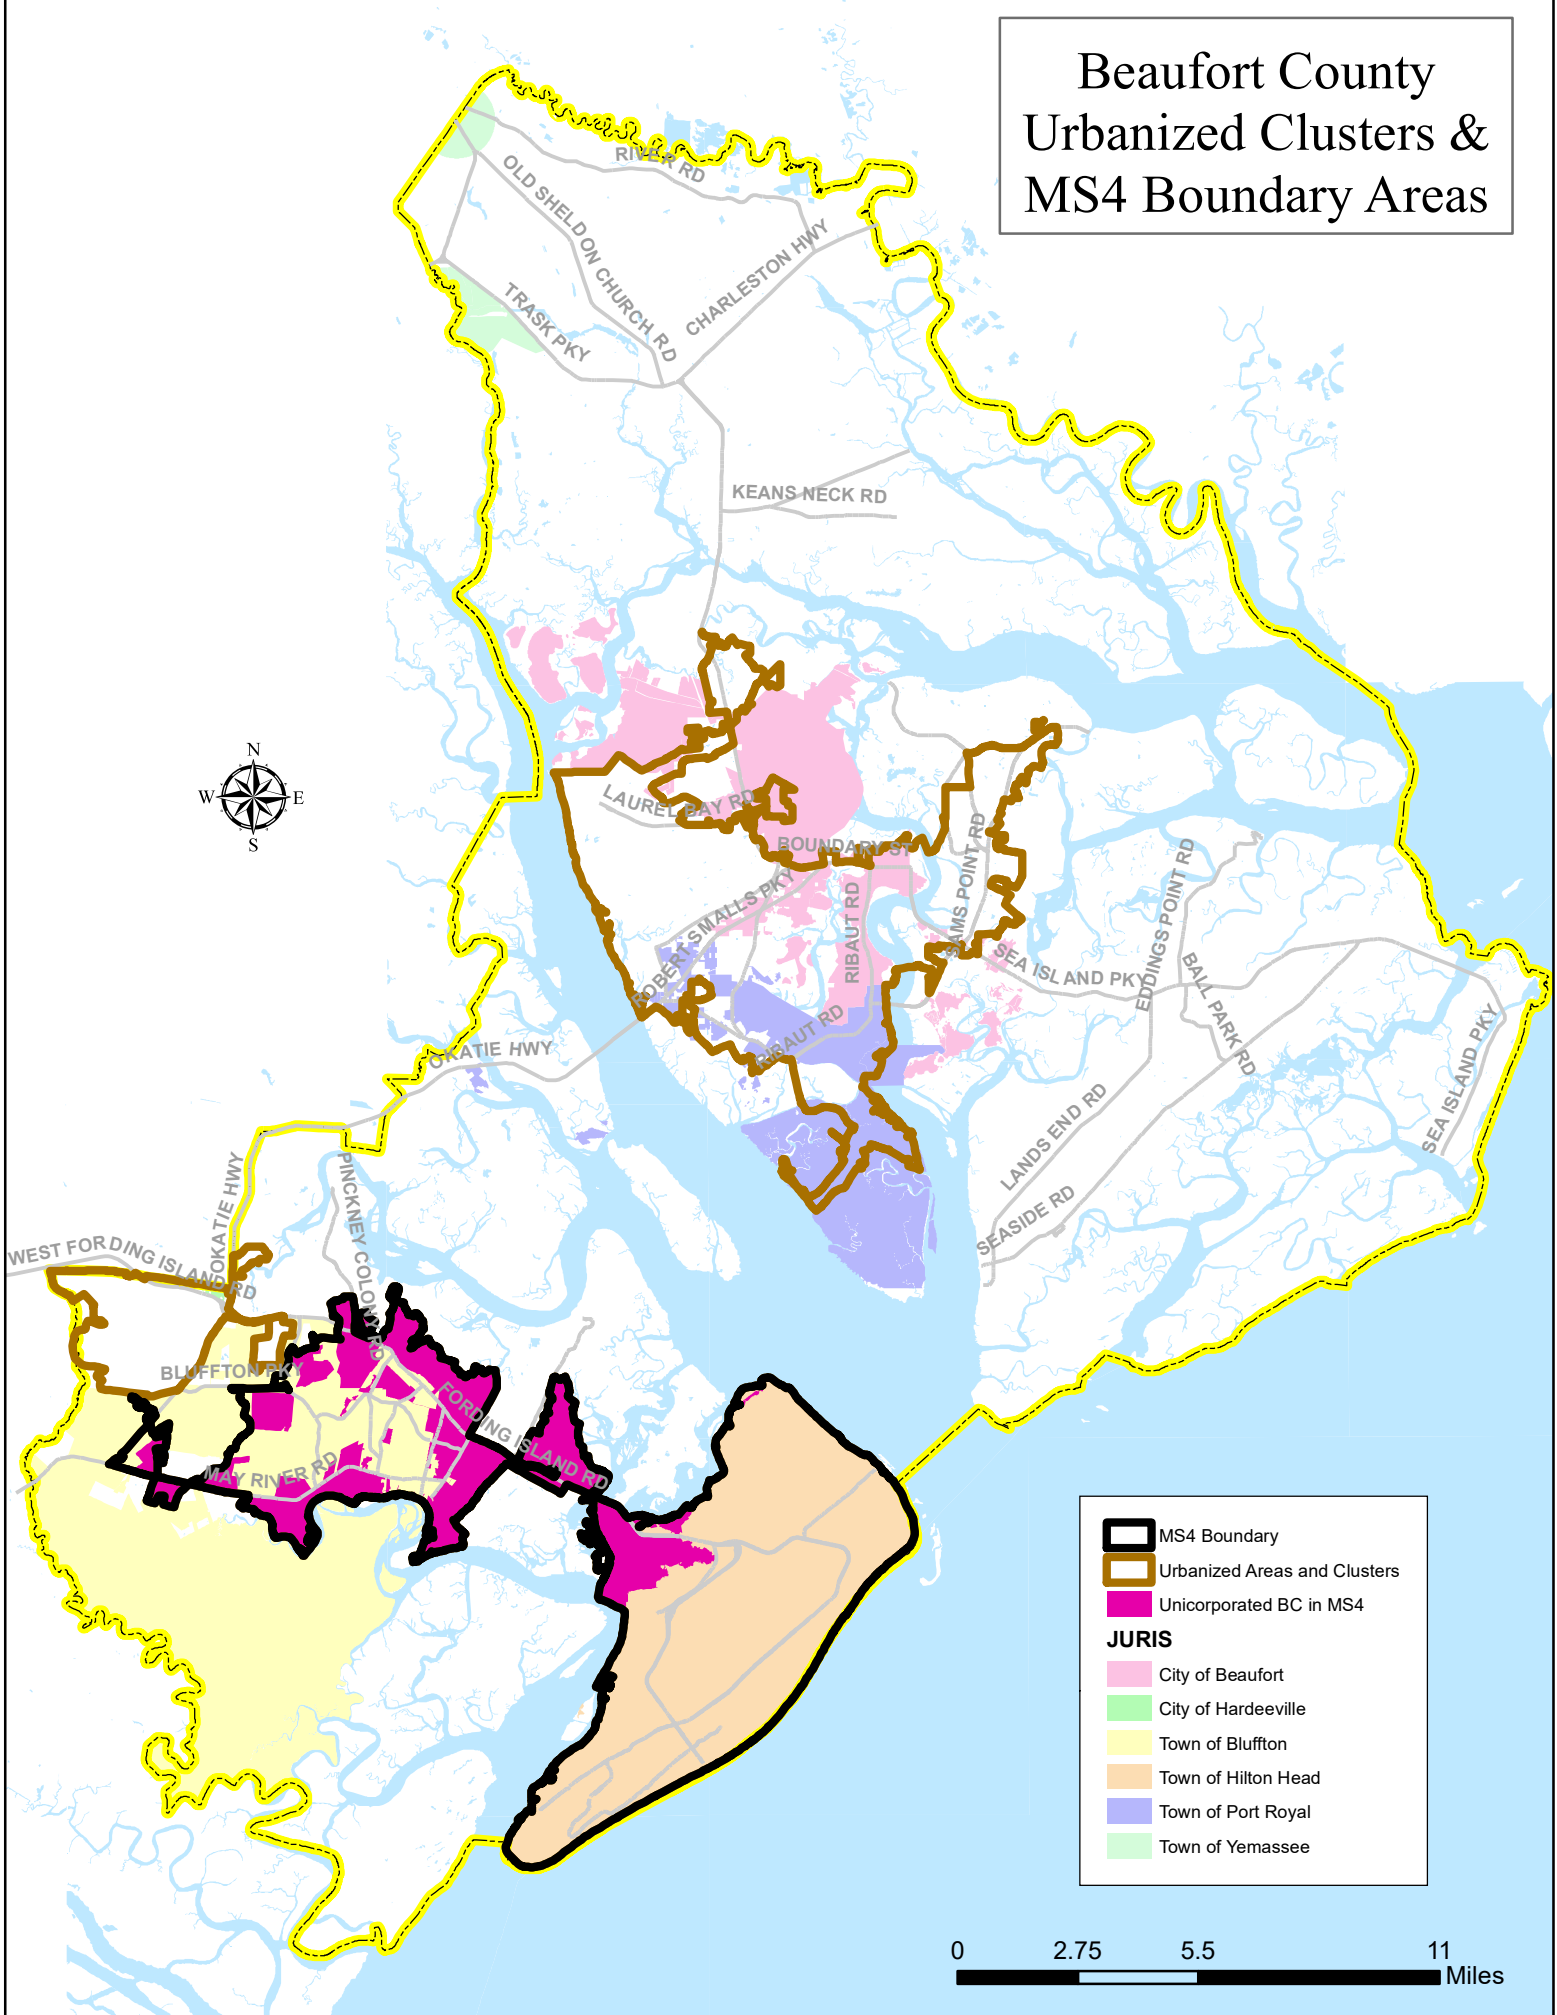 Beaufort County
Urbanized Clusters &
MS4 Boundary Areas
RIVER RD
OLD SHELDON CHURCH RD
CHARLESTON HWY
TRASK PKY
KEANS NECK RD
N
W
E
S
LAUREL BAY RD
BOUNDARY ST
SAMS POINT RD
ROBERT SMALLS PKY
RIBAUT RD
EDDINGS POINT RD
SEA ISLAND PKY
BALL PARK RD
SEA ISLAND PKY
RIBAUT RD
OKATIE HWY
LANDS END RD
SEASIDE RD
OKATIE HWY
PINCKNEY COLONY RD
WEST FORDING ISLAND RD
BLUFFTON PKY
FORDING ISLAND RD
MAY RIVER RD
MS4 Boundary
Urbanized Areas and Clusters
Unicorporated BC in MS4
JURIS
City of Beaufort
City of Hardeeville
Town of Bluffton
Town of Hilton Head
Town of Port Royal
Town of Yemassee
0 2.75 5.5 11
Miles